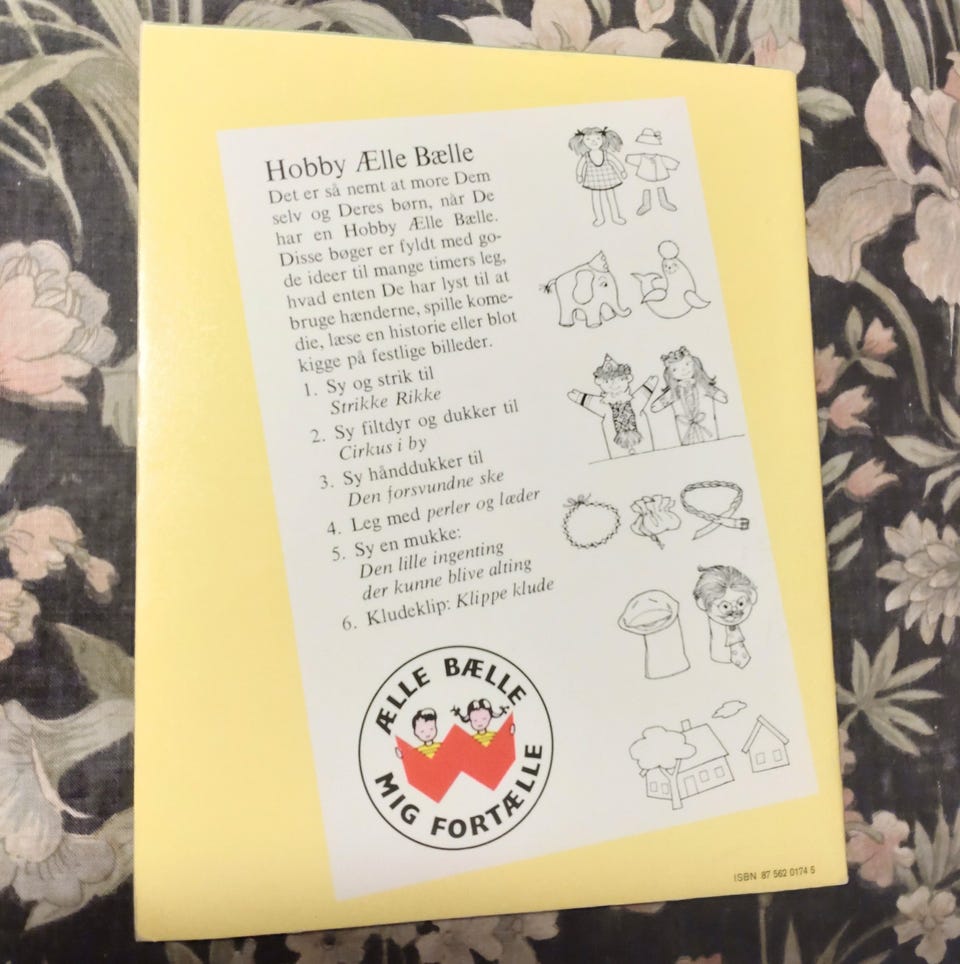 Hobby Ælle Bælle
Det er så nemt at more Dem
selv og Deres børn, når De
har en Hobby Ælle Bælle.
Disse bøger er fyldt med go-
de ideer til mange timers leg,
hvad enten De har lyst til at
bruge hænderne, spille kome-
die, læse en historie eller blot
kigge på festlige billeder.
1. Sy og strik til
Strikke Rikke
2. Sy filtdyr og dukker til
Cirkus i by
3. Sy hånddukker til
Den forsvundne ske
4. Leg med perler og læder
5. Sy en mukke:
Den lille ingenting
der kunne blive alting
6. Kludeklip: Klippe klude
ÆLLE BÆLLE
MIG FORTÆLLE
ISBN 87 562 0174 5